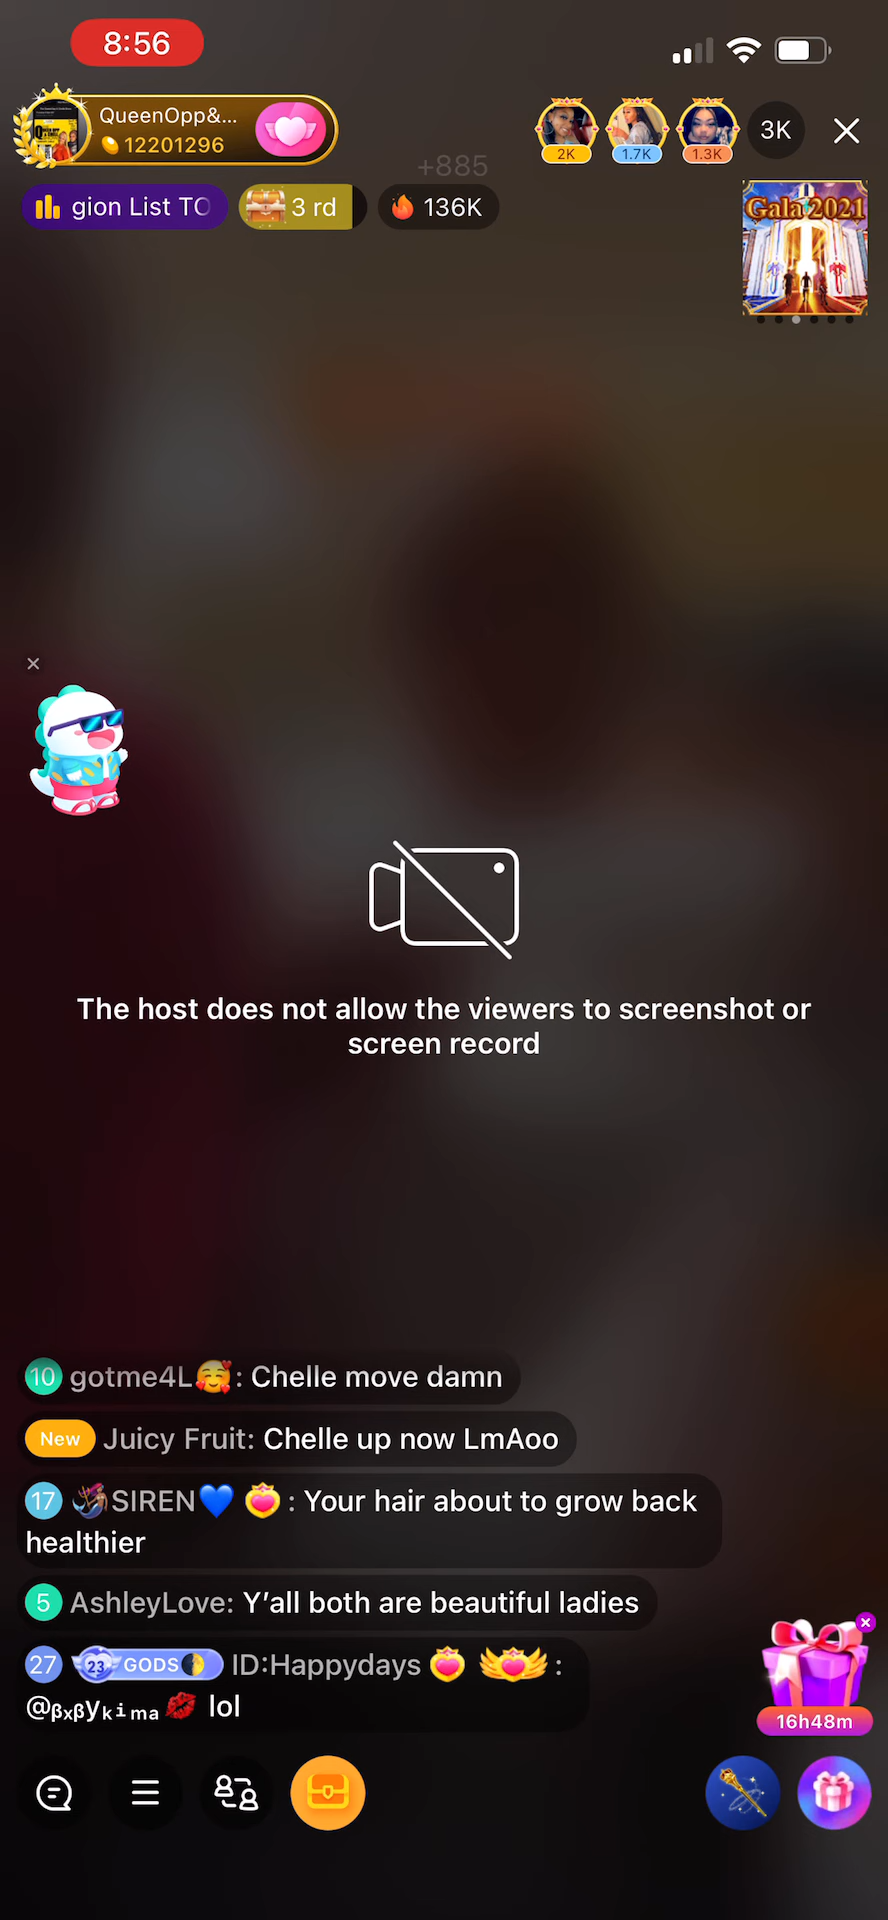 8:56
QueenOpp&...
12201296
2K
1.7K
1.3K
3K
+885
gion List TO
3 rd
136K
Gala 2021
The host does not allow the viewers to screenshot or
screen record
10 gotme4L🥰: Chelle move damn
New Juicy Fruit: Chelle up now LmAoo
17 🧜‍♀️SIREN💙 : Your hair about to grow back
healthier
5 AshleyLove: Y'all both are beautiful ladies
27 23 GODS🌓 ID:Happydays :
@ᵦₓᵦyₖᵢₘₐ💋 lol
16h48m